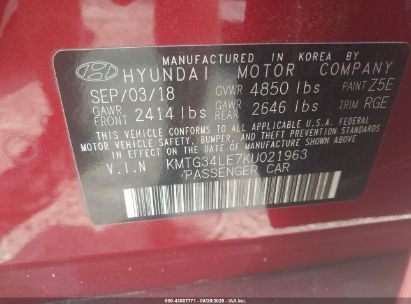 MANUFACTURED IN KOREA BY
HYUNDAI MOTOR COMPANY
SEP/03/18 GVWR 4850 lbs PAINT Z5E
GAWR FRONT 2414 lbs GAWR REAR 2646 lbs TRIM RGE
THIS VEHICLE CONFORMS TO ALL APPLICABLE U.S. FEDERAL
MOTOR VEHICLE SAFETY, BUMPER, AND THEFT PREVENTION STANDARDS
IN EFFECT ON THE DATE OF MANUFACTURE SHOWN ABOVE.
V.I.N KMTG34LE7KU021963
/PASSENGER CAR